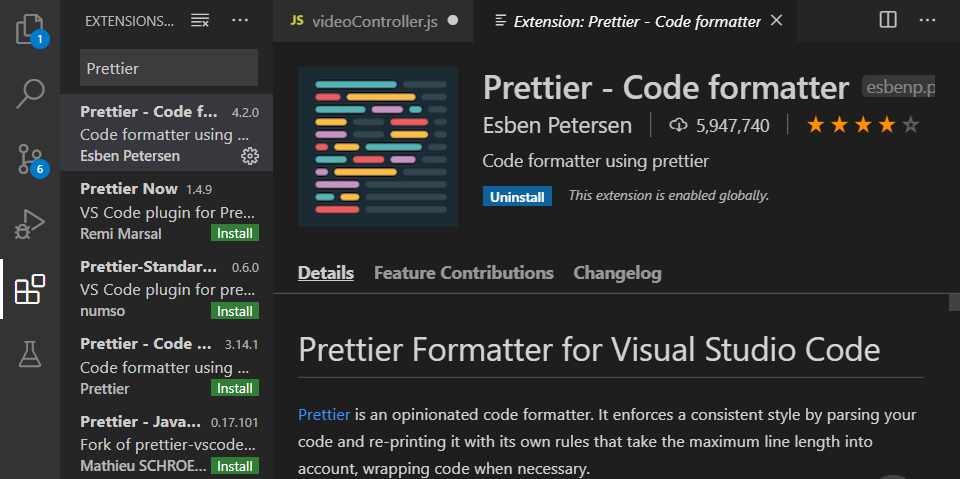 EXTENSIONS...
Prettier
1
6
Prettier - Code f... 4.2.0
Code formatter using ...
Esben Petersen
Prettier Now 1.4.9
VS Code plugin for Pre...
Remi Marsal Install
Prettier-Standar... 0.6.0
VS Code plugin for pre...
numso Install
Prettier - Code ... 3.14.1
Code formatter using ...
Prettier Install
Prettier - Java... 0.17.101
Fork of prettier-vscode...
Mathieu SCHROE... Install
JS videoController.js
Extension: Prettier - Code formatter
Prettier - Code formatter esbenp.p
Esben Petersen 5,947,740
Code formatter using prettier
Uninstall This extension is enabled globally.
Details Feature Contributions Changelog
Prettier Formatter for Visual Studio Code
Prettier is an opinionated code formatter. It enforces a consistent style by parsing your
code and re-printing it with its own rules that take the maximum line length into
account, wrapping code when necessary.